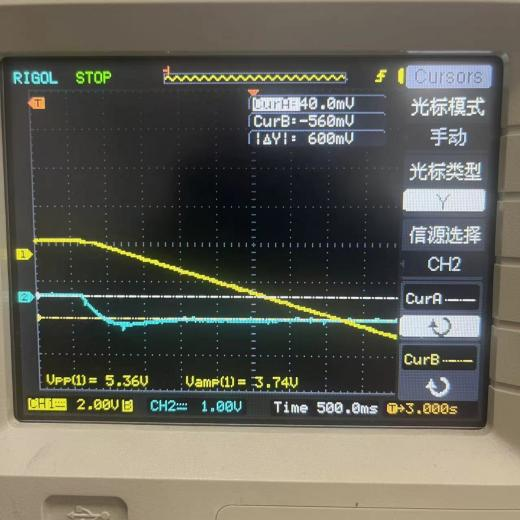 RIGOL STOP Cursors
T
CurA: 40.0mV
CurB:-560mV
|ΔY|: 600mV
光标模式
手动
光标类型
Y
信源选择
CH2
1
2
CurA
CurB
Vpp(1)= 5.36V Vamp(1)= 3.74V
CH1 2.00V B CH2 1.00V Time 500.0ms T→3.000s